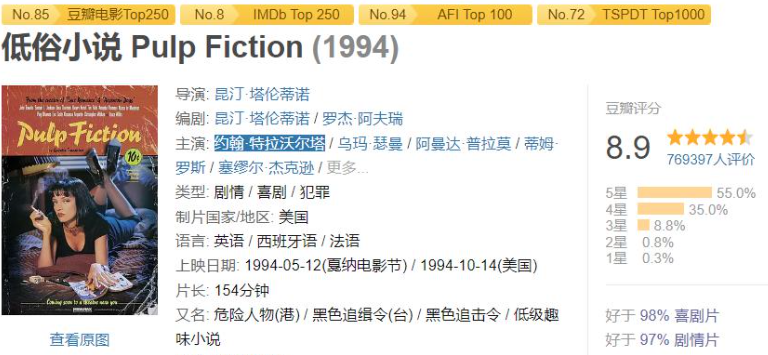 No.85 豆瓣电影Top250 No.8 IMDb Top 250 No.94 AFI Top 100 No.72 TSPDT Top1000
低俗小说 Pulp Fiction (1994)
Pulp Fiction
10¢
导演: 昆汀·塔伦蒂诺
编剧: 昆汀·塔伦蒂诺 / 罗杰·阿夫瑞
主演: 约翰·特拉沃尔塔 / 乌玛·瑟曼 / 阿曼达·普拉莫 / 蒂姆·
罗斯 / 塞缪尔·杰克逊 / 更多...
类型: 剧情 / 喜剧 / 犯罪
制片国家/地区: 美国
语言: 英语 / 西班牙语 / 法语
上映日期: 1994-05-12(戛纳电影节) / 1994-10-14(美国)
片长: 154分钟
又名: 危险人物(港) / 黑色追缉令(台) / 黑色追击令 / 低级趣
味小说
查看原图
豆瓣评分
8.9
769397人评价
5星 55.0%
4星 35.0%
3星 8.8%
2星 0.8%
1星 0.3%
好于 98% 喜剧片
好于 97% 剧情片